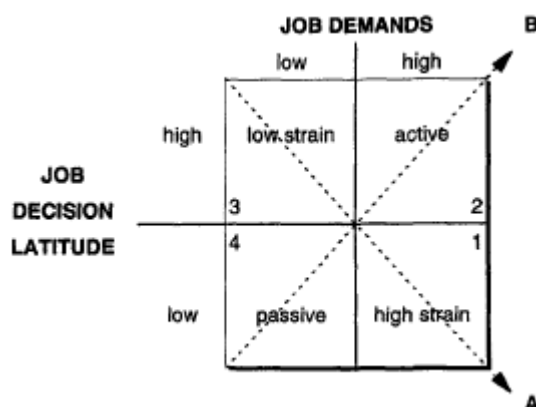 JOB DEMANDS B
low high
high low strain active
JOB
DECISION 3 2
LATITUDE 4 1
low passive high strain
A